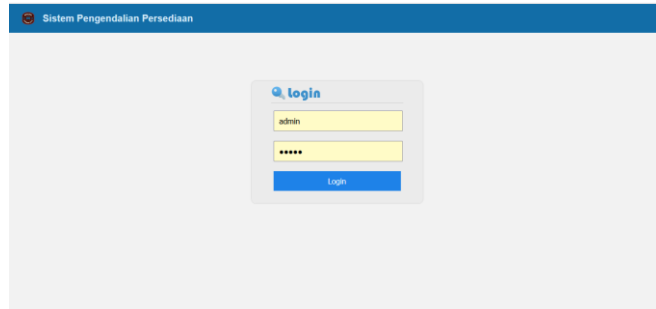 Sistem Pengendalian Persediaan
Login
admin
•••••
Login